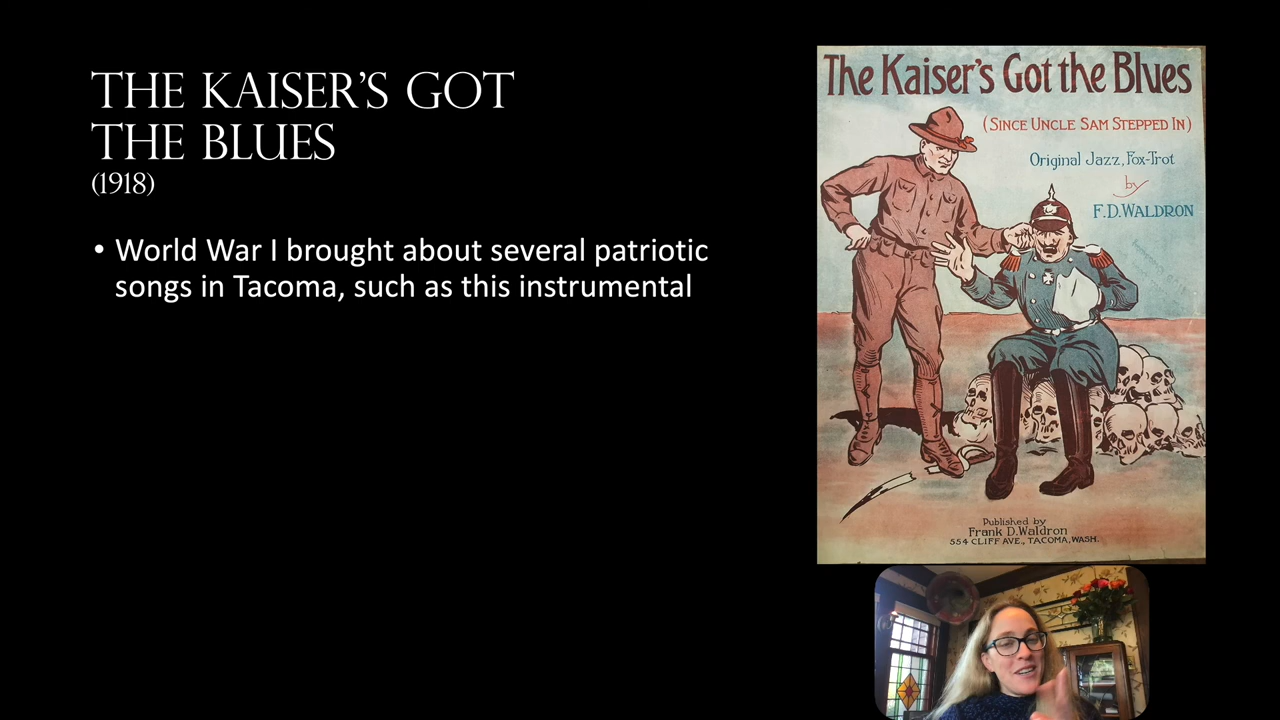 THE KAISER'S GOT
THE BLUES
(1918)
• World War I brought about several patriotic
songs in Tacoma, such as this instrumental
The Kaiser's Got the Blues
(SINCE UNCLE SAM STEPPED IN)
Original Jazz, Fox-Trot
by
F.D. WALDRON
Published by
Frank D. Waldron
554 CLIFF AVE., TACOMA, WASH.